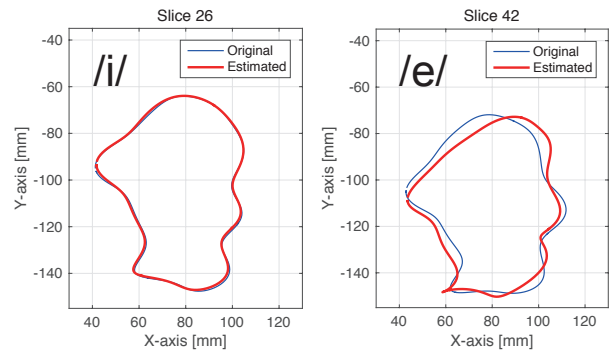 Slice 26
/i/
Original
Estimated
-40
-60
-80
-100
-120
-140
Y-axis [mm]
40 60 80 100 120
X-axis [mm]
Slice 42
/e/
Original
Estimated
-40
-60
-80
-100
-120
-140
Y-axis [mm]
40 60 80 100 120
X-axis [mm]